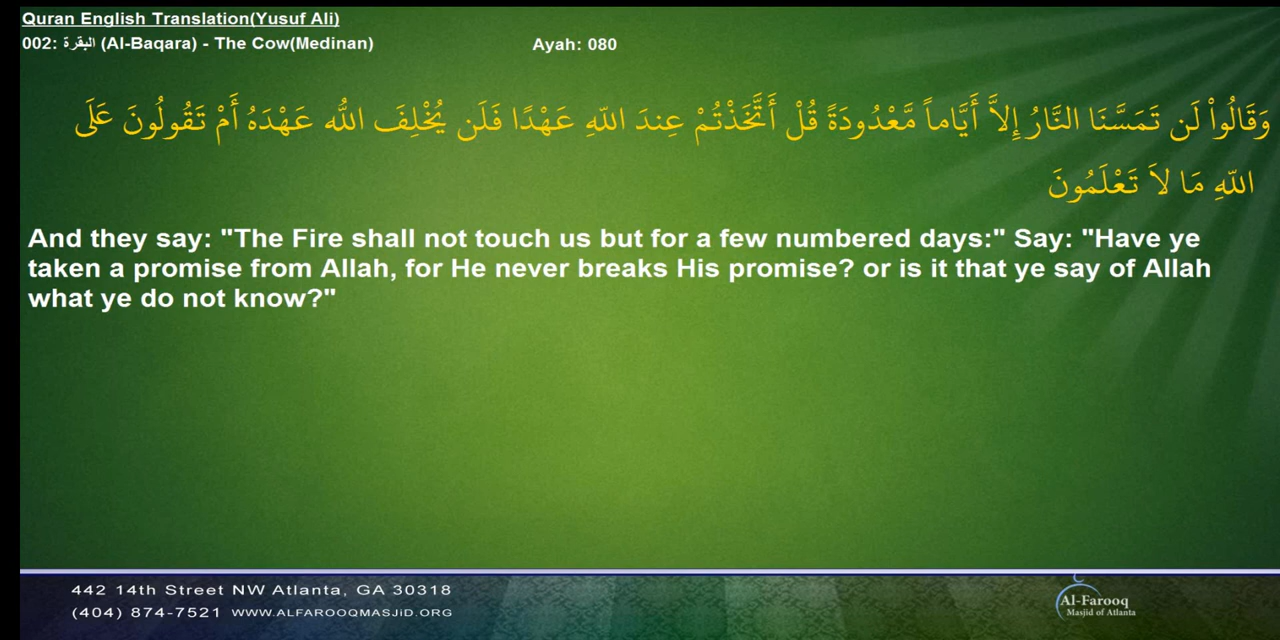 Quran English Translation(Yusuf Ali)
002: البقرة (Al-Baqara) - The Cow(Medinan)
Ayah: 080
وَقَالُواْ لَن تَمَسَّنَا النَّارُ إِلاَّ أَيَّاماً مَّعْدُودَةً قُلْ أَتَّخَذْتُمْ عِندَ اللّهِ عَهْدًا فَلَن يُخْلِفَ اللّهُ عَهْدَهُ أَمْ تَقُولُونَ عَلَى
اللّهِ مَا لاَ تَعْلَمُونَ
And they say: "The Fire shall not touch us but for a few numbered days:" Say: "Have ye
taken a promise from Allah, for He never breaks His promise? or is it that ye say of Allah
what ye do not know?"
442 14th Street NW Atlanta, GA 30318
(404) 874-7521 WWW.ALFAROOQMASJiD.ORG
Al-Farooq
Masjid of Atlanta